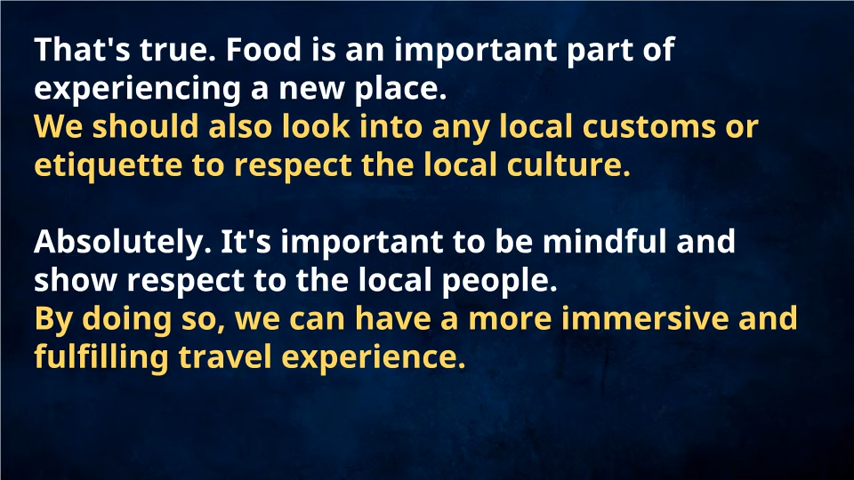 That's true. Food is an important part of
experiencing a new place.
We should also look into any local customs or
etiquette to respect the local culture.
Absolutely. It's important to be mindful and
show respect to the local people.
By doing so, we can have a more immersive and
fulfilling travel experience.